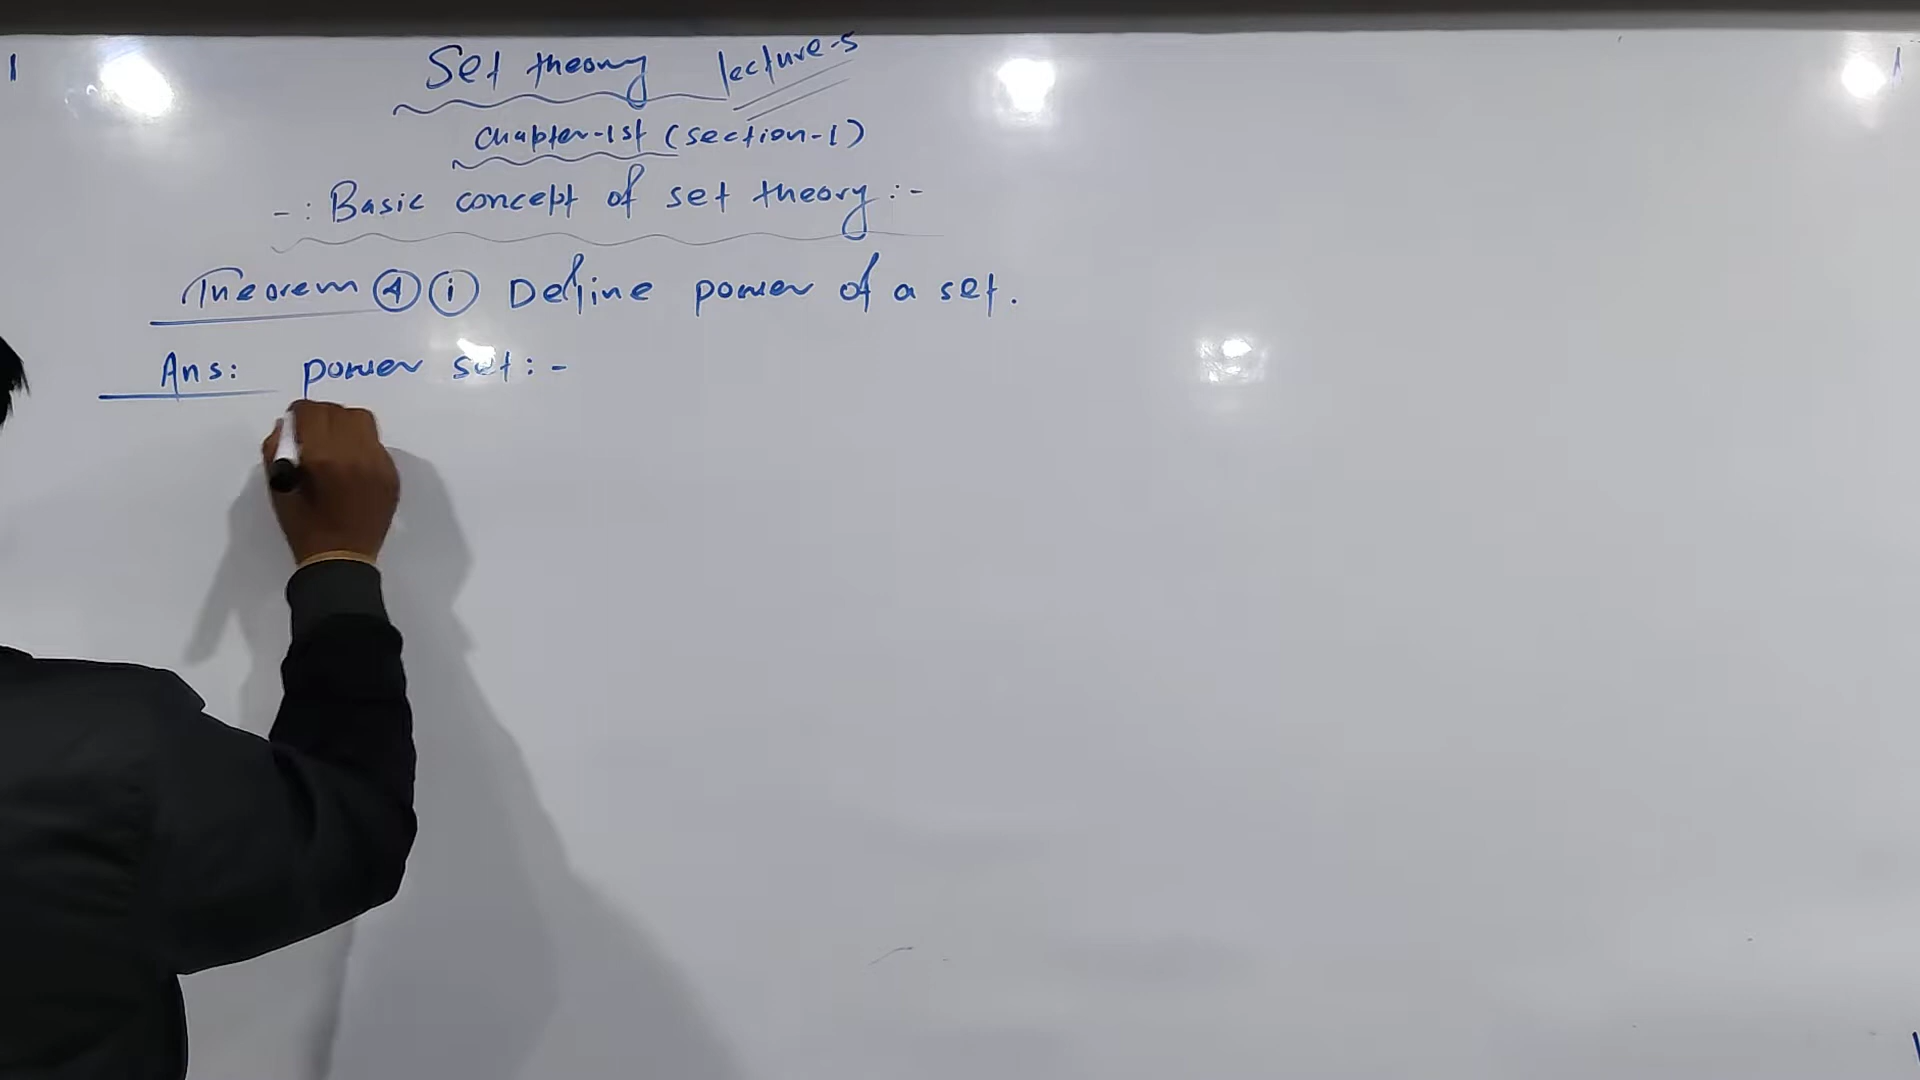 Set theory lecture-5
Chapter-1st (section-1)
-: Basic concept of set theory :-
Theorem ④ ⓘ Define power of a set.
Ans: power set :-